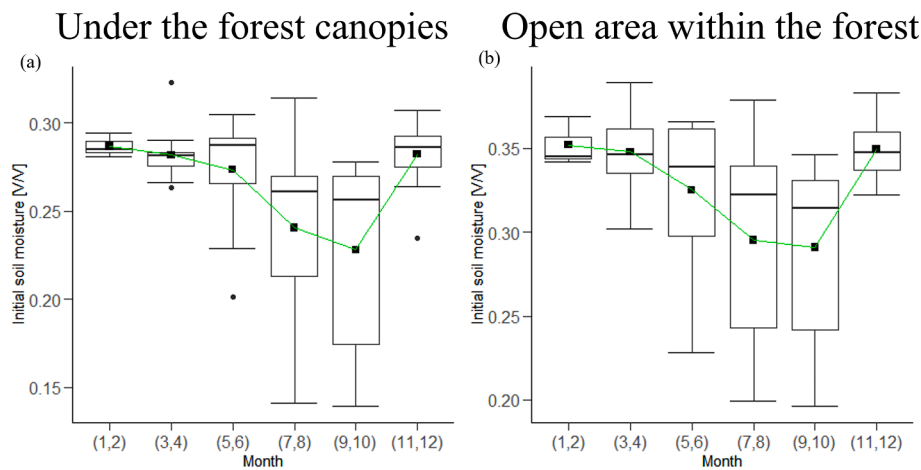 Under the forest canopies
Open area within the forest
(a)
Initial soil moisture [V/V]
0.30
0.25
0.20
0.15
(1,2) (3,4) (5,6) (7,8) (9,10) (11,12)
Month
(b)
Initial soil moisture [V/V]
0.35
0.30
0.25
0.20
(1,2) (3,4) (5,6) (7,8) (9,10) (11,12)
Month